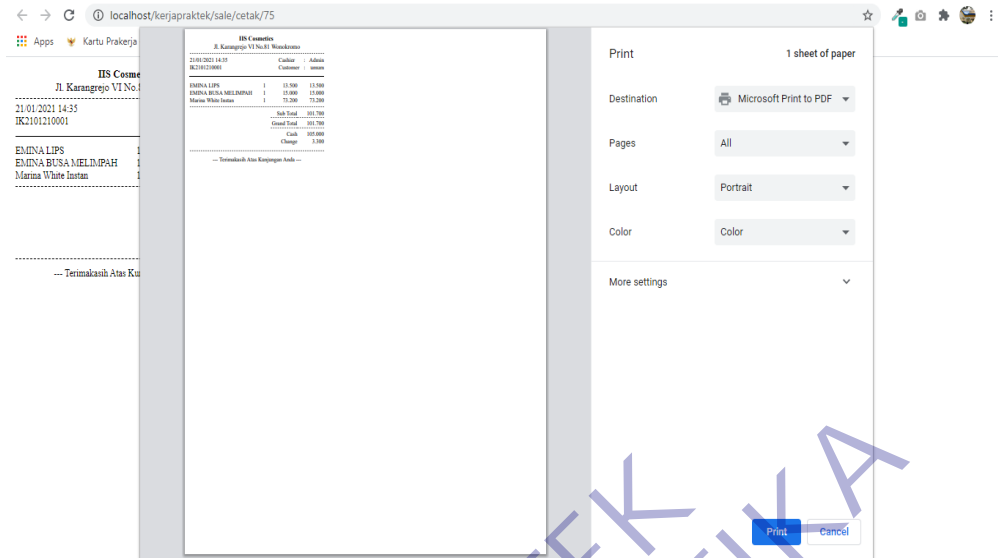 localhost/kerjapraktek/sale/cetak/75
Apps Kartu Prakerja
IIS Cosme
Jl. Karangrejo VI No.8
21/01/2021 14:35
IK2101210001
EMINA LIPS 1
EMINA BUSA MELIMPAH 1
Marina White Instan 1
--- Terimakasih Atas Ku
IIS Cosmetics
Jl. Karangrejo VI No.81 Wonokromo
21/01/2021 14:35 Cashier : Admin
IK2101210001 Customer : umum
EMINA LIPS 1 13.500 13.500
EMINA BUSA MELIMPAH 1 15.000 15.000
Marina White Instan 1 73.200 73.200
Sub Total 101.700
Grand Total 101.700
Cash 105.000
Change 3.300
--- Terimakasih Atas Kunjungan Anda ---
Print 1 sheet of paper
Destination Microsoft Print to PDF
Pages All
Layout Portrait
Color Color
More settings
Print Cancel